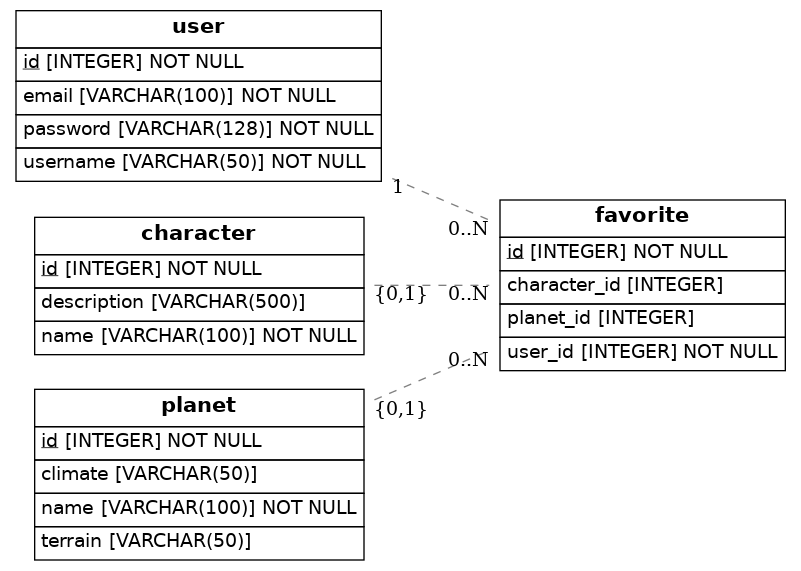 user
id [INTEGER] NOT NULL
email [VARCHAR(100)] NOT NULL
password [VARCHAR(128)] NOT NULL
username [VARCHAR(50)] NOT NULL
1
0..N
character
id [INTEGER] NOT NULL
description [VARCHAR(500)]
name [VARCHAR(100)] NOT NULL
{0,1}
0..N
planet
id [INTEGER] NOT NULL
climate [VARCHAR(50)]
name [VARCHAR(100)] NOT NULL
terrain [VARCHAR(50)]
{0,1}
0..N
favorite
id [INTEGER] NOT NULL
character_id [INTEGER]
planet_id [INTEGER]
user_id [INTEGER] NOT NULL